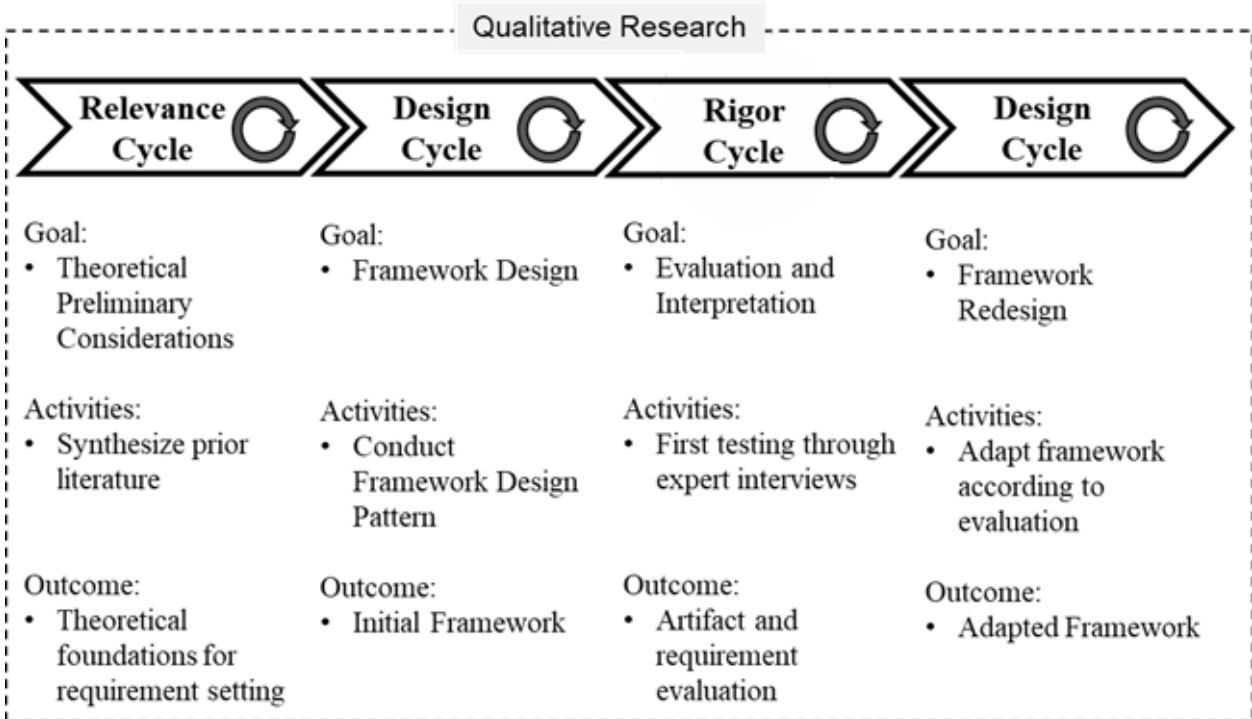 Qualitative Research
Relevance
Cycle
Design
Cycle
Rigor
Cycle
Design
Cycle
Goal:
• Theoretical
Preliminary
Considerations
Activities:
• Synthesize prior
literature
Outcome:
• Theoretical
foundations for
requirement setting
Goal:
• Framework Design
Activities:
• Conduct
Framework Design
Pattern
Outcome:
• Initial Framework
Goal:
• Evaluation and
Interpretation
Activities:
• First testing through
expert interviews
Outcome:
• Artifact and
requirement
evaluation
Goal:
• Framework
Redesign
Activities:
• Adapt framework
according to
evaluation
Outcome:
• Adapted Framework